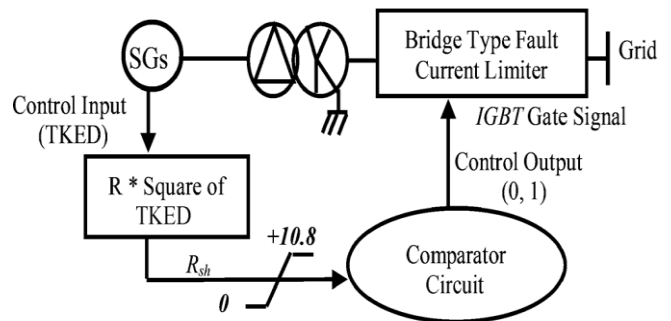 SGs
Bridge Type Fault
Current Limiter
Grid
Control Input
(TKED)
IGBT Gate Signal
R * Square of
TKED
Control Output
(0, 1)
+10.8
Rsh
0
Comparator
Circuit